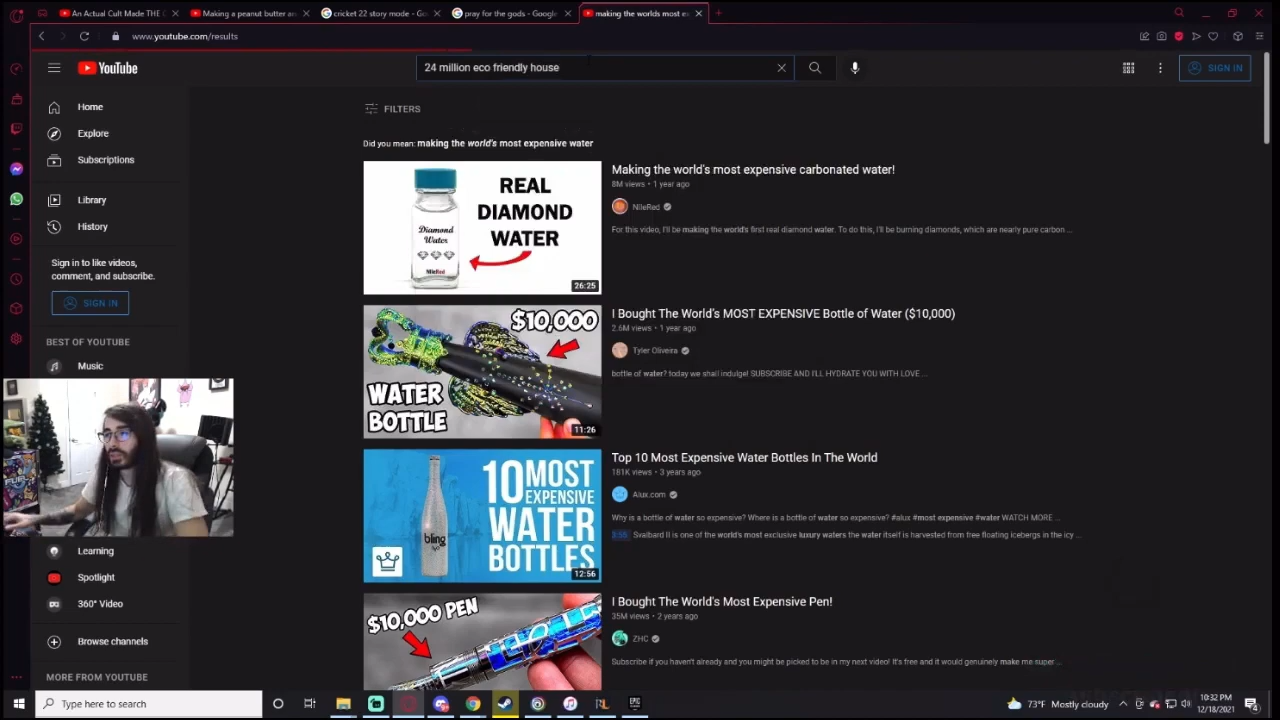 An Actual Cult Made THE C
Making a peanut butter an
cricket 22 story mode - Go
pray for the gods - Google
making the worlds most ex
www.youtube.com/results
YouTube
24 million eco friendly house
SIGN IN
Home
Explore
Subscriptions
Library
History
Sign in to like videos,
comment, and subscribe.
SIGN IN
BEST OF YOUTUBE
Music
Learning
Spotlight
360° Video
Browse channels
MORE FROM YOUTUBE
FILTERS
Did you mean: making the world's most expensive water
REAL
DIAMOND
WATER
Diamond
Water
NileRed
26:25
Making the world's most expensive carbonated water!
8M views • 1 year ago
NileRed
For this video, I'll be making the world's first real diamond water. To do this, I'll be burning diamonds, which are nearly pure carbon ...
$10,000
WATER
BOTTLE
11:26
I Bought The World's MOST EXPENSIVE Bottle of Water ($10,000)
2.6M views • 1 year ago
Tyler Oliveira
bottle of water? today we shall indulge! SUBSCRIBE AND I'LL HYDRATE YOU WITH LOVE ...
10 MOST
EXPENSIVE
WATER
BOTTLES
bling
12:56
Top 10 Most Expensive Water Bottles In The World
181K views • 3 years ago
Alux.com
Why is a bottle of water so expensive? Where is a bottle of water so expensive? #alux #most expensive #water WATCH MORE ...
Svalbard II is one of the world's most exclusive luxury waters the water itself is harvested from free floating icebergs in the icy ...
$10,000 PEN
I Bought The World's Most Expensive Pen!
35M views • 2 years ago
ZHC
Subscribe if you haven't already and you might be picked to be in my next video! It's free and it would genuinely make me super ...
Type here to search
EPIC
73°F Mostly cloudy
10:32 PM
12/18/2021